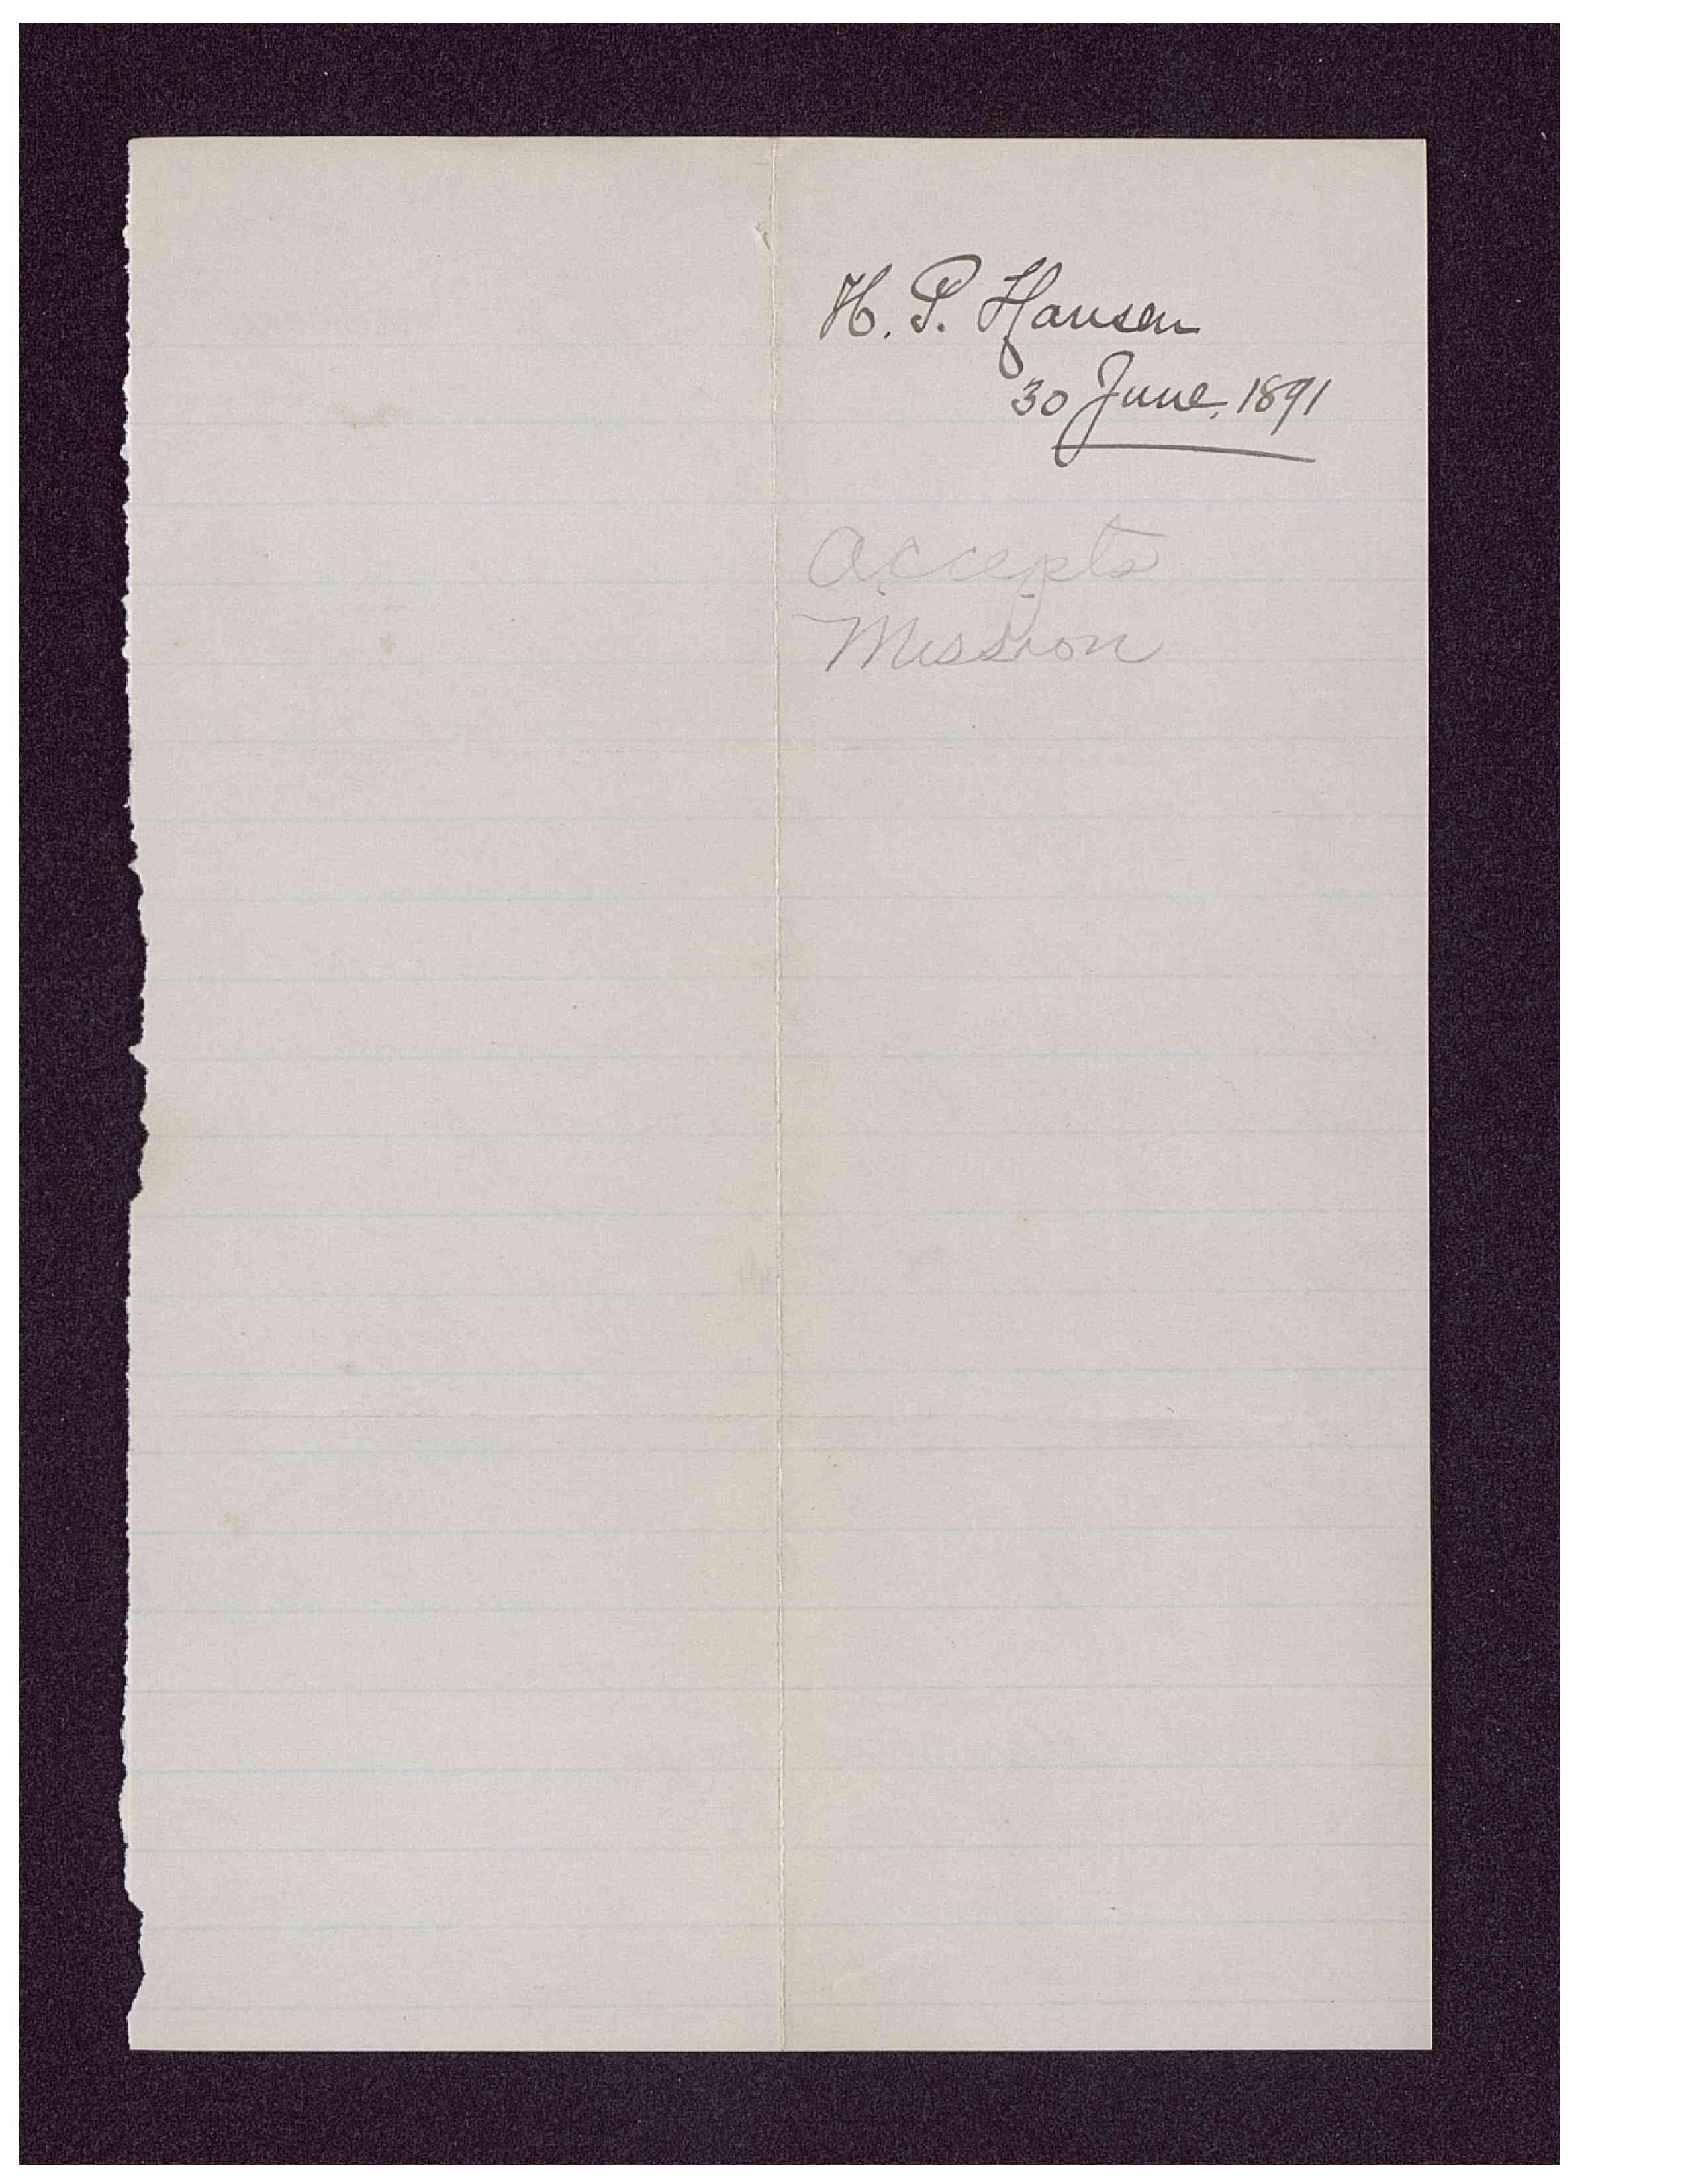 H. P. Hansen
30 June, 1891
Accepts
Mission